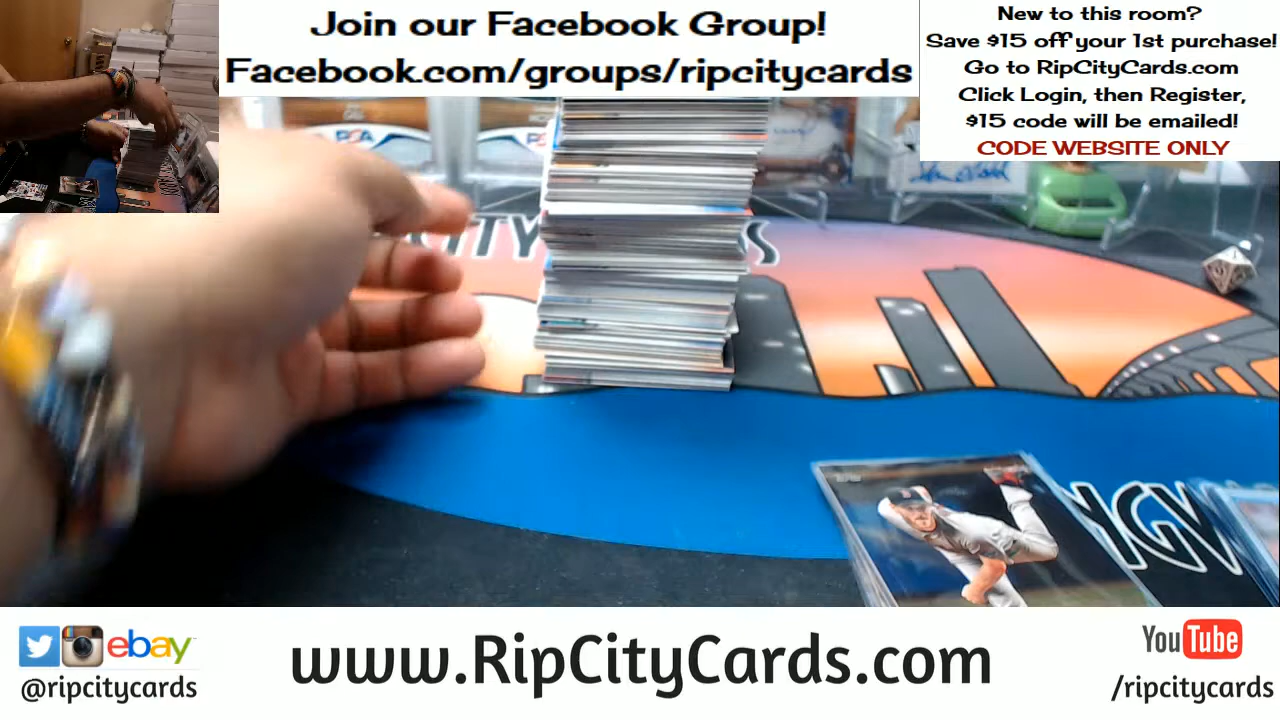 Join our Facebook Group!
Facebook.com/groups/ripcitycards
New to this room?
Save $15 off your 1st purchase!
Go to RipCityCards.com
Click Login, then Register,
$15 code will be emailed!
CODE WEBSITE ONLY
PSA
ebay
@ripcitycards
www.RipCityCards.com
YouTube
/ripcitycards